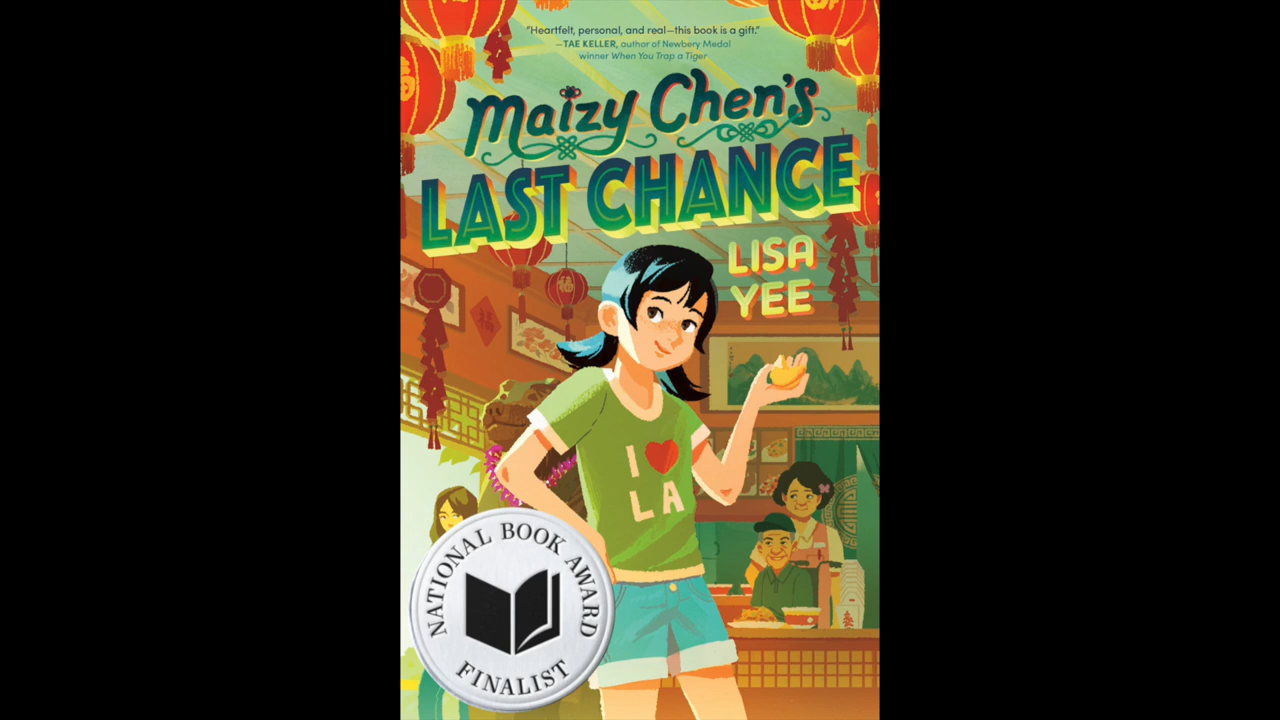 “Heartfelt, personal, and real—this book is a gift.”
—TAE KELLER, author of Newbery Medal
winner When You Trap a Tiger
Maizy Chen's
LAST CHANCE
LISA
YEE
福
I ♥
LA
NATIONAL BOOK AWARD
FINALIST